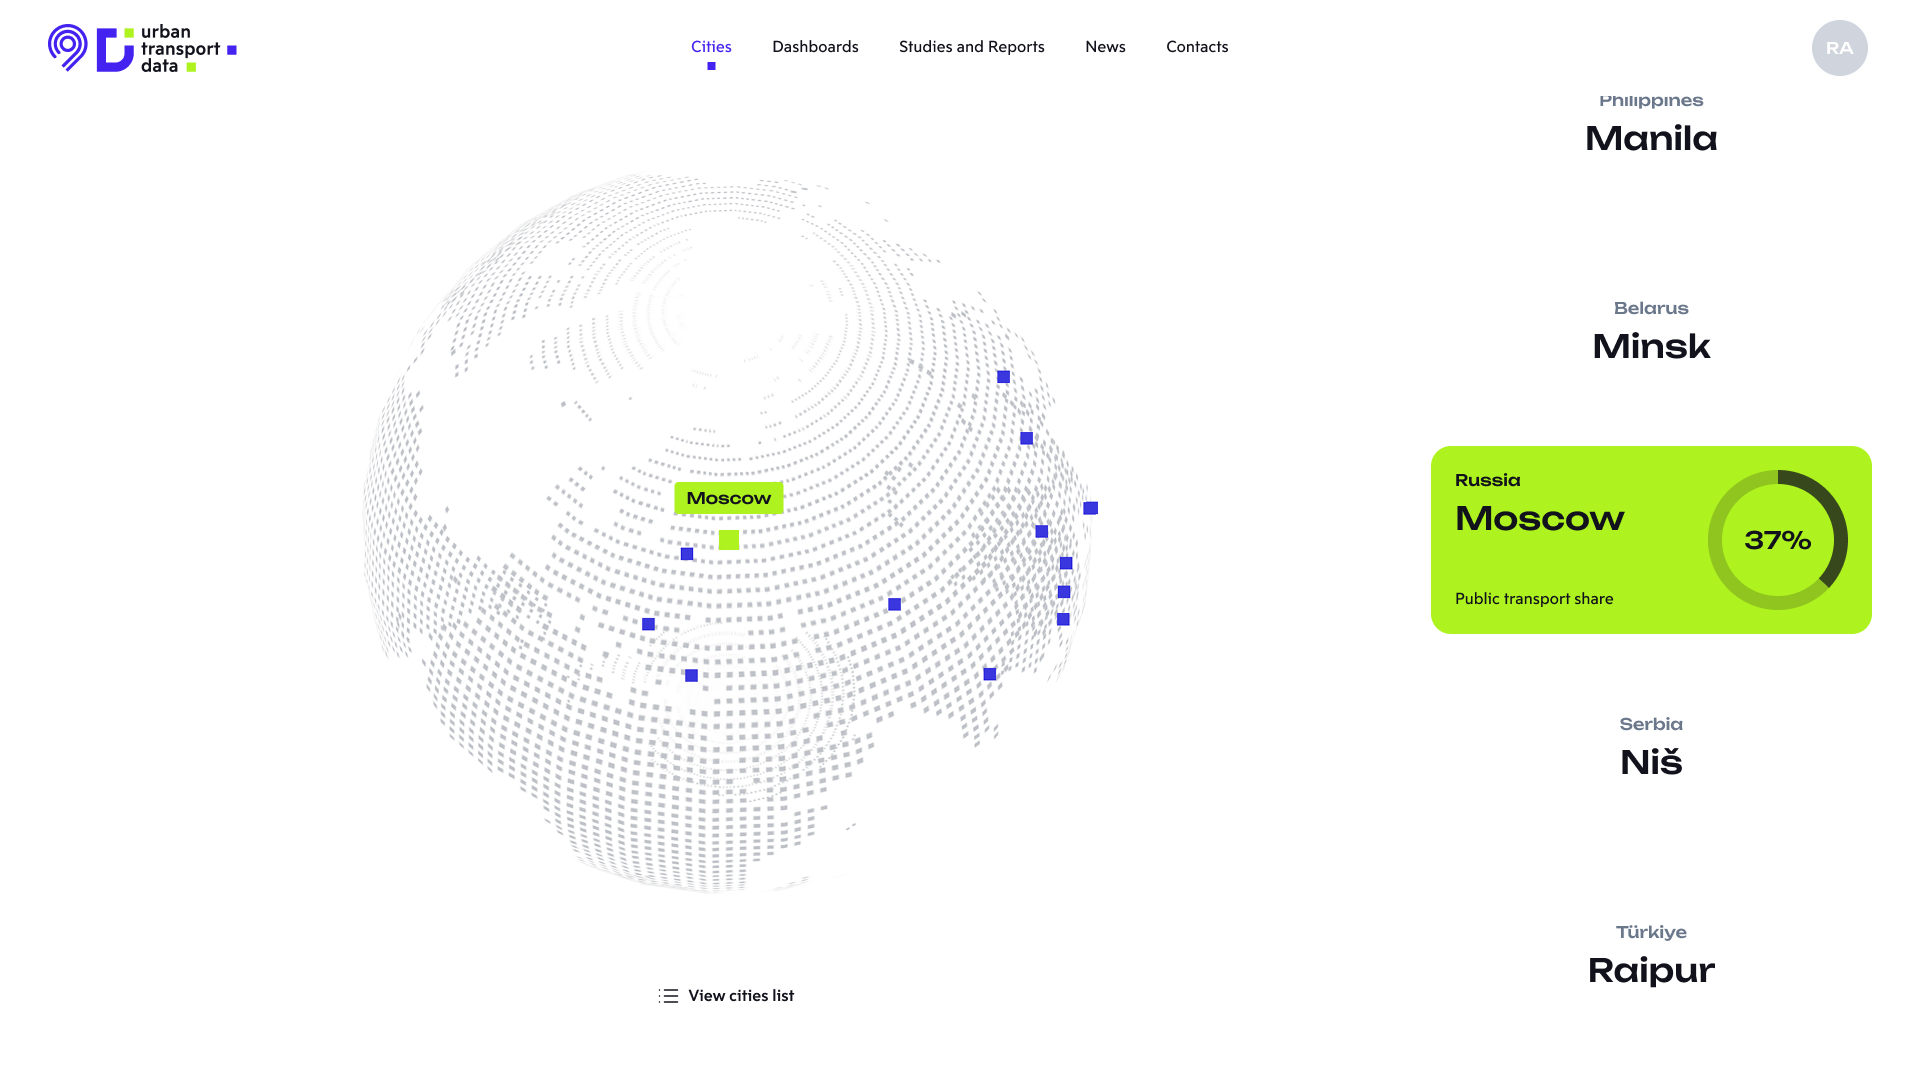 urban
transport
data
Cities
Dashboards
Studies and Reports
News
Contacts
RA
Philippines
Manila
Belarus
Minsk
Moscow
Russia
Moscow
37%
Public transport share
Serbia
Niš
Türkiye
Raipur
View cities list